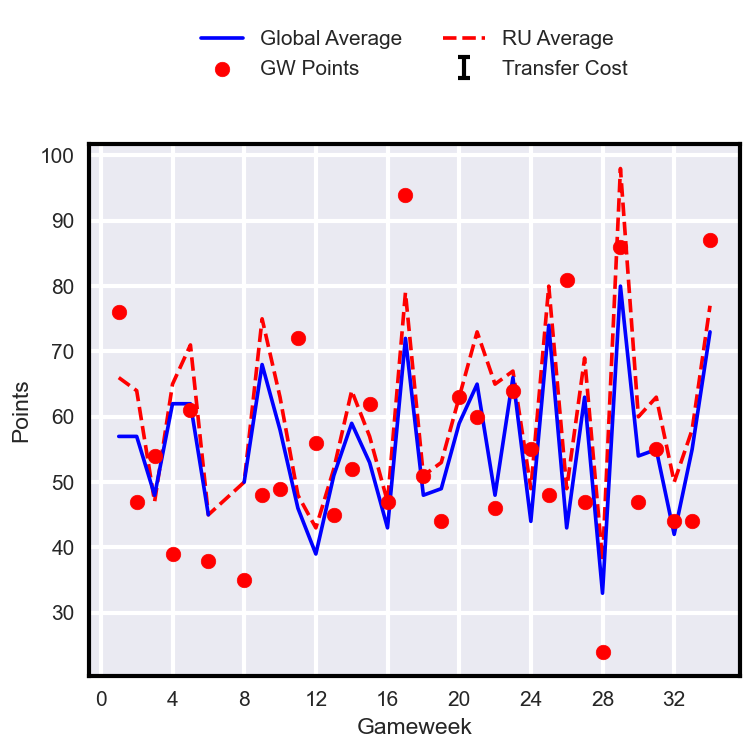 Global Average
RU Average
GW Points
Transfer Cost
100
90
80
70
60
50
40
30
Points
0 4 8 12 16 20 24 28 32
Gameweek